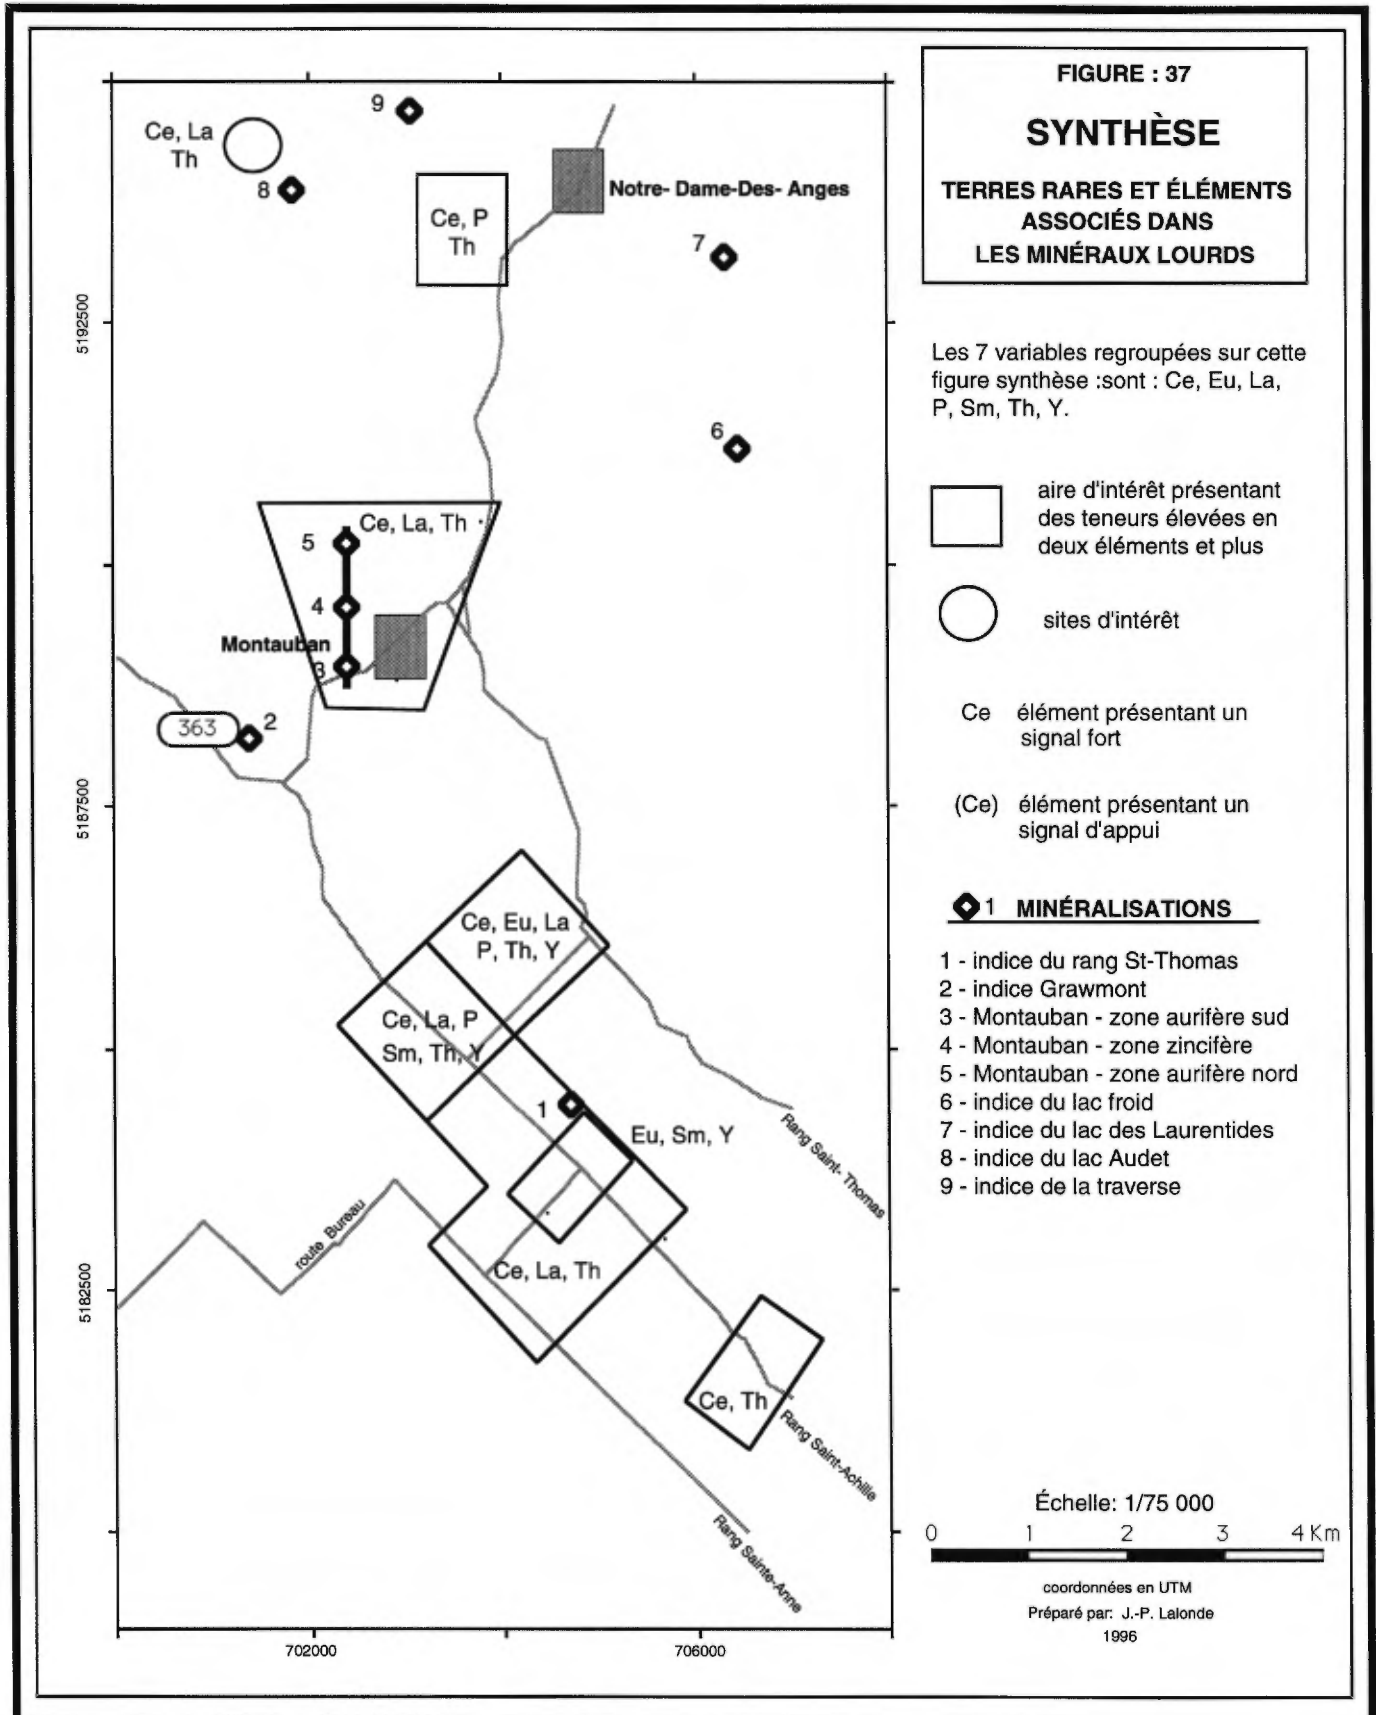 FIGURE : 37
SYNTHÈSE
TERRES RARES ET ÉLÉMENTS
ASSOCIÉS DANS
LES MINÉRAUX LOURDS
Les 7 variables regroupées sur cette
figure synthèse :sont : Ce, Eu, La,
P, Sm, Th, Y.
aire d'intérêt présentant
des teneurs élevées en
deux éléments et plus
sites d'intérêt
Ce élément présentant un
signal fort
(Ce) élément présentant un
signal d'appui
1 MINÉRALISATIONS
1 - indice du rang St-Thomas
2 - indice Grawmont
3 - Montauban - zone aurifère sud
4 - Montauban - zone zincifère
5 - Montauban - zone aurifère nord
6 - indice du lac froid
7 - indice du lac des Laurentides
8 - indice du lac Audet
9 - indice de la traverse
Échelle: 1/75 000
0 1 2 3 4 Km
coordonnées en UTM
Préparé par: J.-P. Lalonde
1996
9
Ce, La
Th
8
Ce, P
Th
Notre- Dame-Des- Anges
7
5192500
6
Ce, La, Th
5
4
Montauban
3
363
2
5187500
Ce, Eu, La
P, Th, Y
Ce, La, P
Sm, Th, Y
1
Eu, Sm, Y
Rang Saint- Thomas
route Bureau
Ce, La, Th
5182500
Ce, Th
Rang Saint-Achille
Rang Sainte-Anne
702000
706000